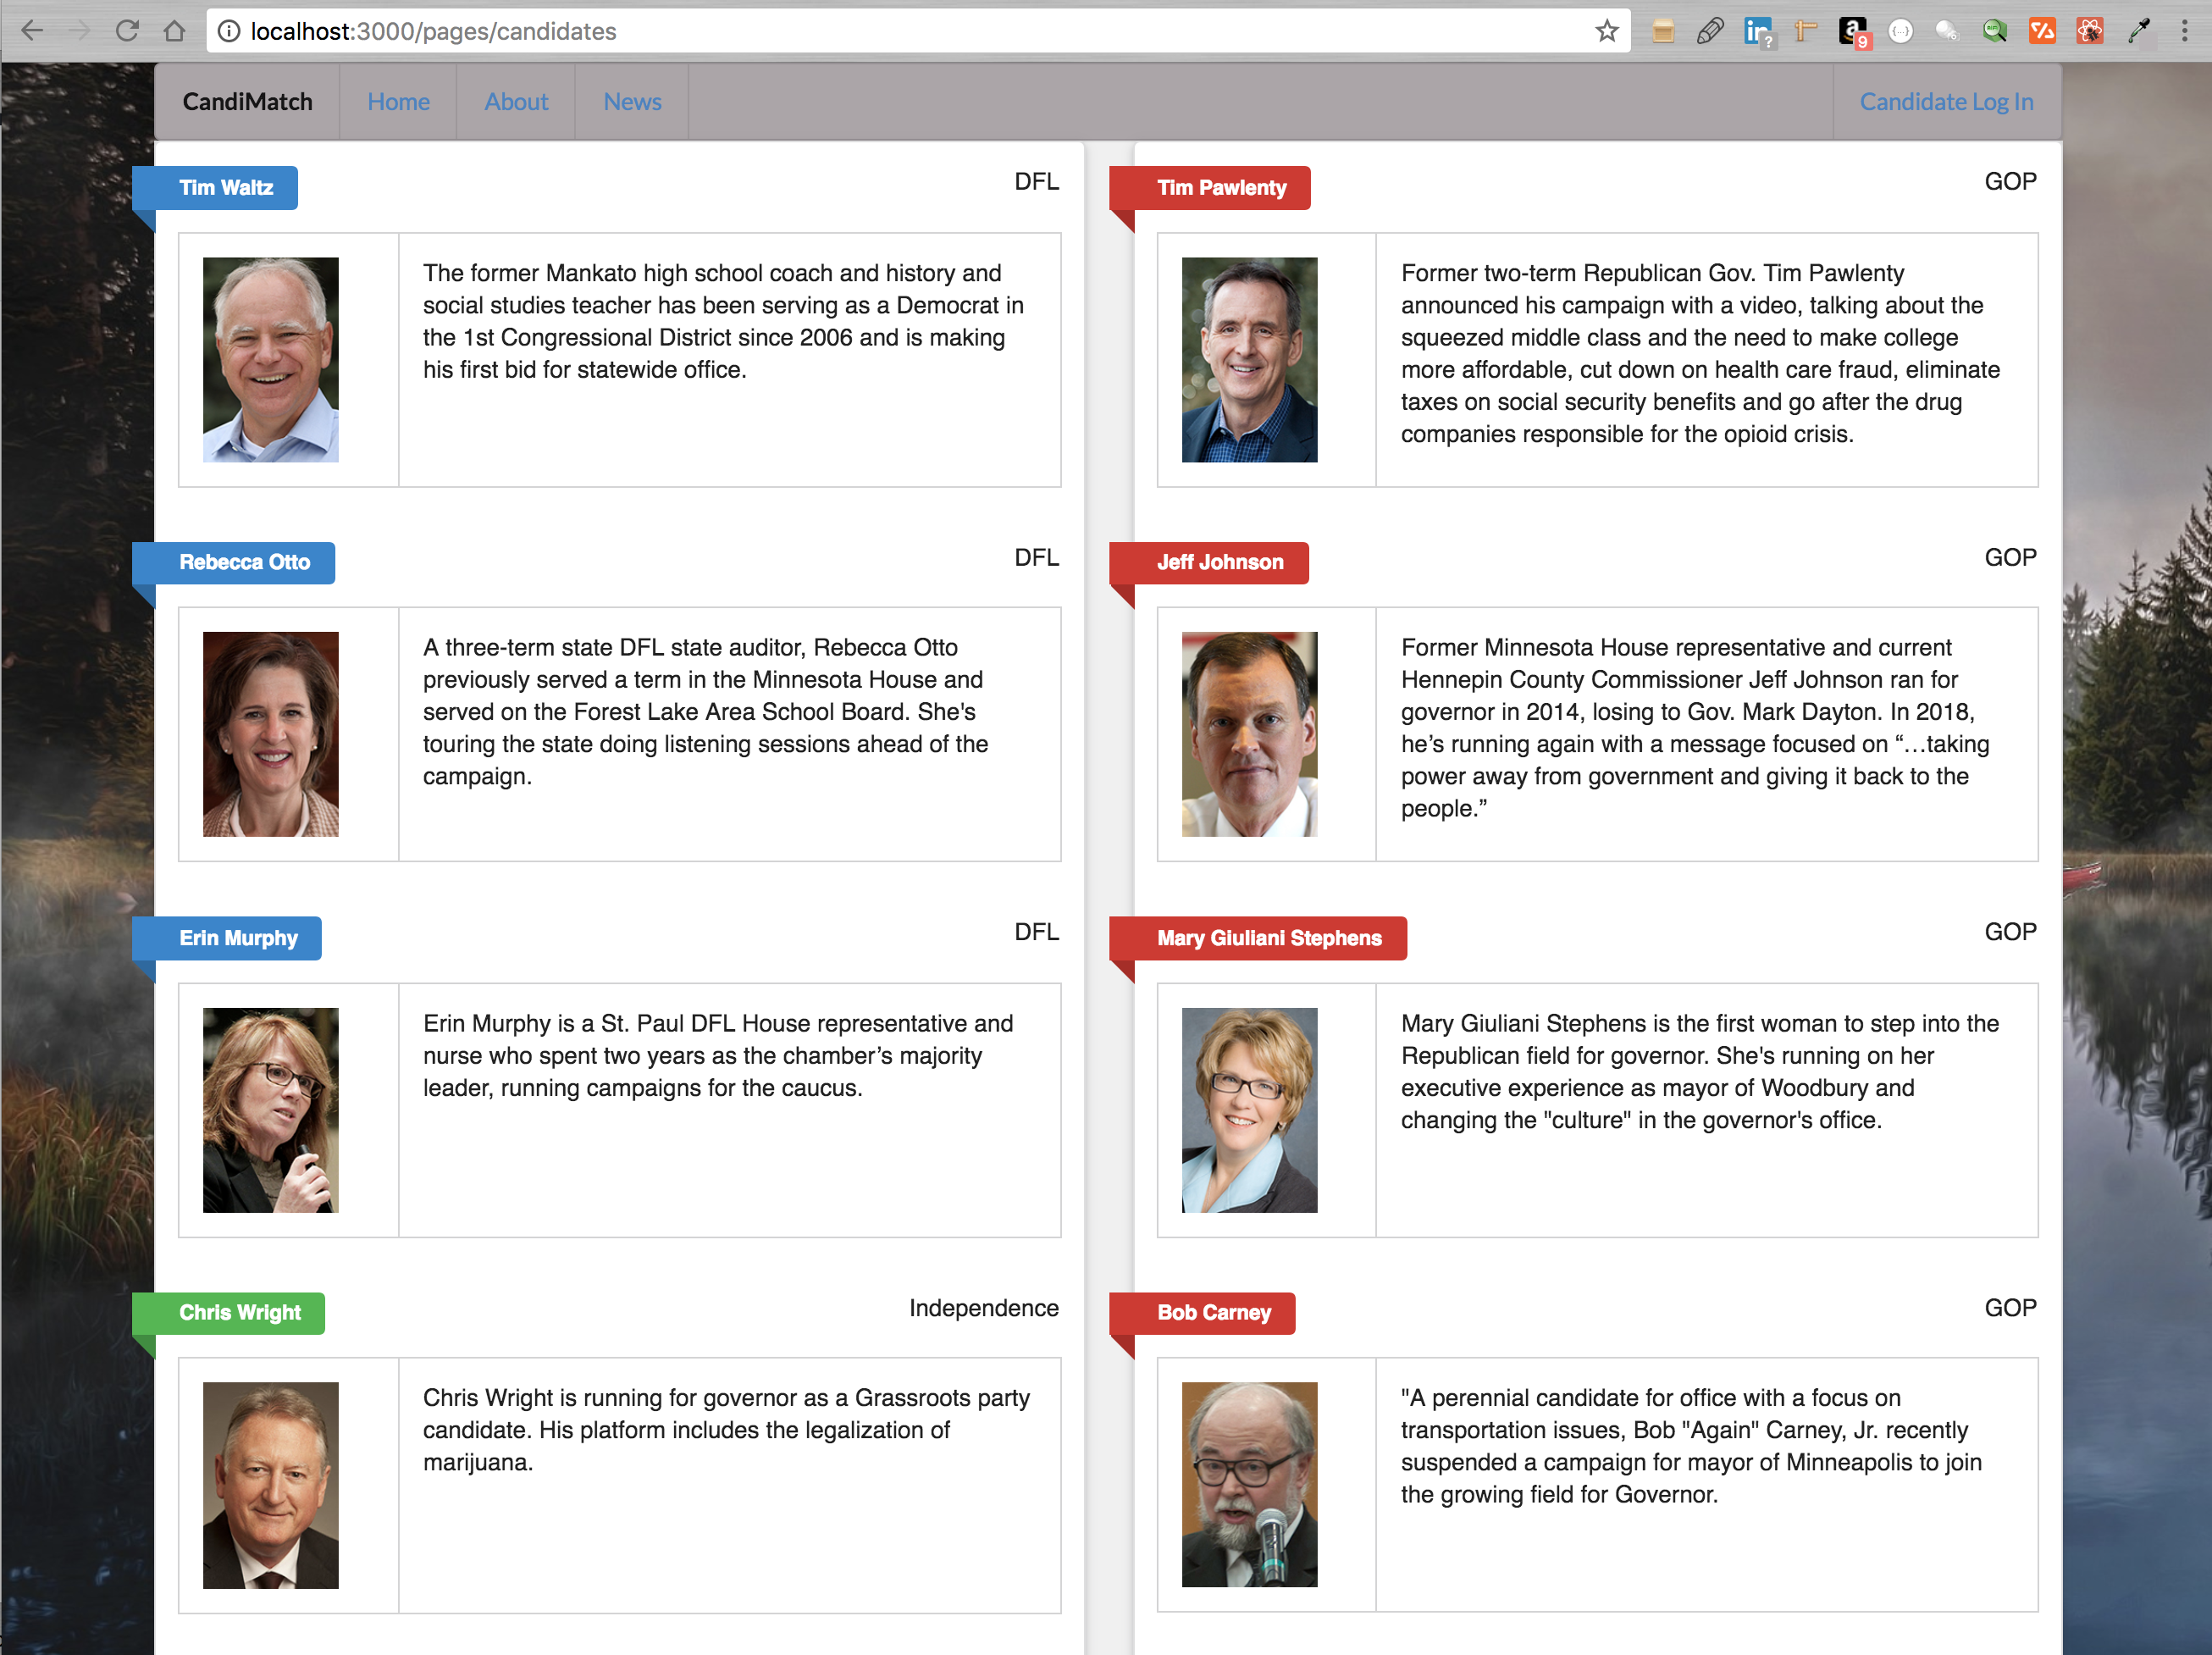 localhost:3000/pages/candidates
CandiMatch Home About News Candidate Log In
Tim Waltz DFL
The former Mankato high school coach and history and
social studies teacher has been serving as a Democrat in
the 1st Congressional District since 2006 and is making
his first bid for statewide office.
Tim Pawlenty GOP
Former two-term Republican Gov. Tim Pawlenty
announced his campaign with a video, talking about the
squeezed middle class and the need to make college
more affordable, cut down on health care fraud, eliminate
taxes on social security benefits and go after the drug
companies responsible for the opioid crisis.
Rebecca Otto DFL
A three-term state DFL state auditor, Rebecca Otto
previously served a term in the Minnesota House and
served on the Forest Lake Area School Board. She's
touring the state doing listening sessions ahead of the
campaign.
Jeff Johnson GOP
Former Minnesota House representative and current
Hennepin County Commissioner Jeff Johnson ran for
governor in 2014, losing to Gov. Mark Dayton. In 2018,
he’s running again with a message focused on “…taking
power away from government and giving it back to the
people.”
Erin Murphy DFL
Erin Murphy is a St. Paul DFL House representative and
nurse who spent two years as the chamber’s majority
leader, running campaigns for the caucus.
Mary Giuliani Stephens GOP
Mary Giuliani Stephens is the first woman to step into the
Republican field for governor. She's running on her
executive experience as mayor of Woodbury and
changing the "culture" in the governor's office.
Chris Wright Independence
Chris Wright is running for governor as a Grassroots party
candidate. His platform includes the legalization of
marijuana.
Bob Carney GOP
"A perennial candidate for office with a focus on
transportation issues, Bob "Again" Carney, Jr. recently
suspended a campaign for mayor of Minneapolis to join
the growing field for Governor.